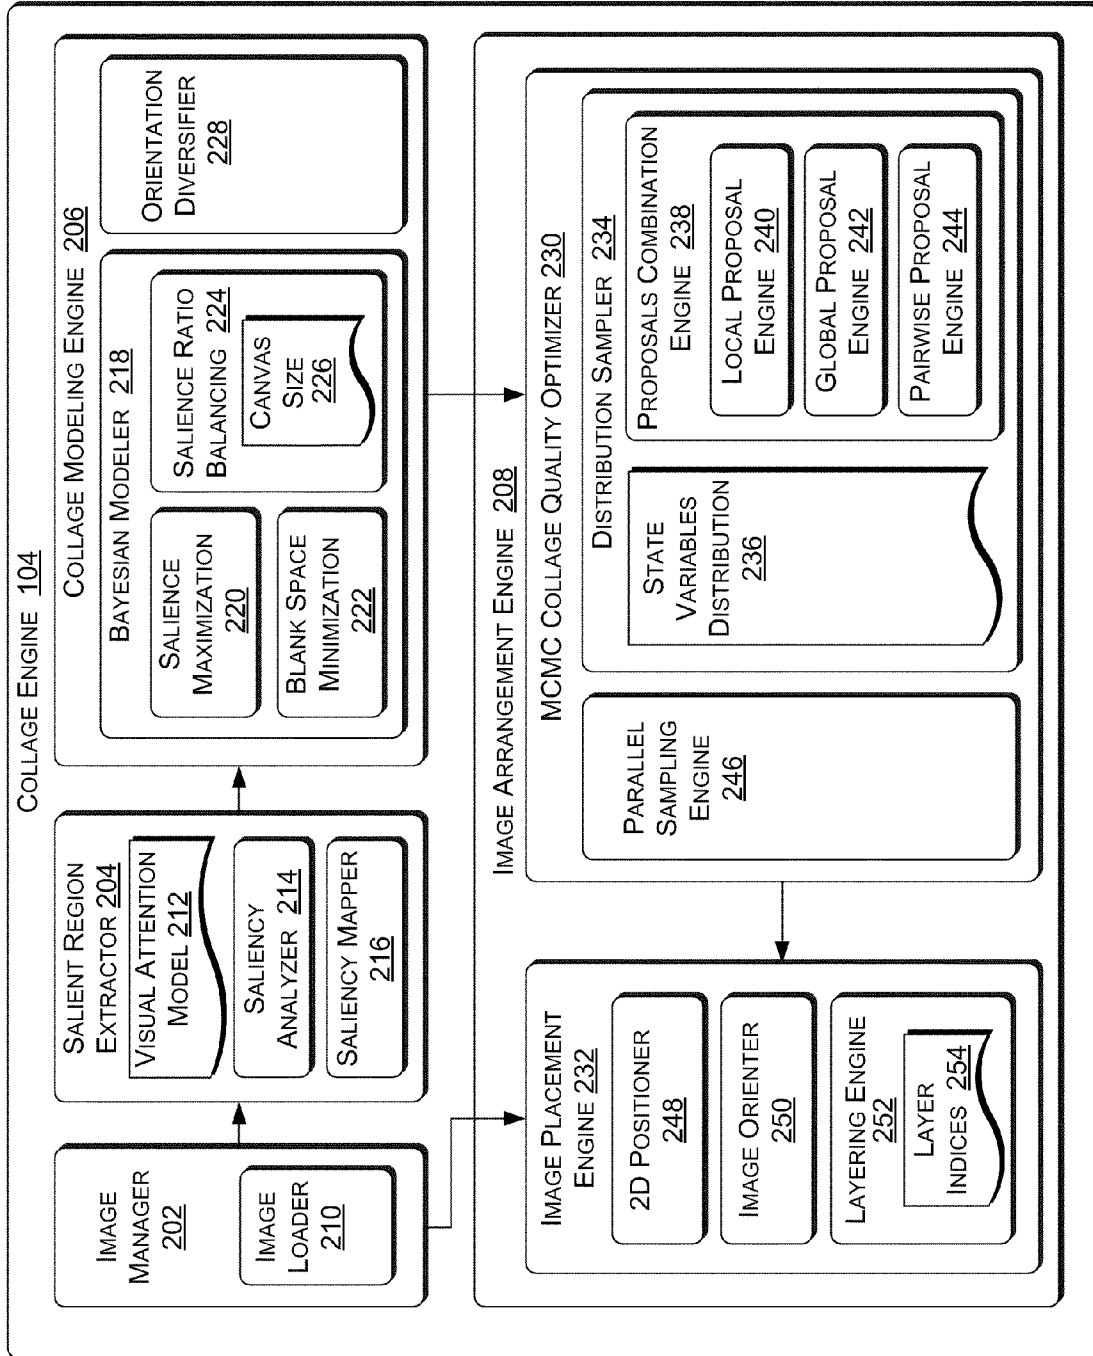 COLLAGE ENGINE 104
IMAGE
MANAGER
202
IMAGE
LOADER
210
SALIENT REGION
EXTRACTOR 204
VISUAL ATTENTION
MODEL 212
SALIENCY
ANALYZER 214
SALIENCY MAPPER
216
COLLAGE MODELING ENGINE 206
BAYESIAN MODELER 218
SALIENCE
MAXIMIZATION
220
BLANK SPACE
MINIMIZATION
222
SALIENCE RATIO
BALANCING 224
CANVAS
SIZE
226
ORIENTATION
DIVERSIFIER
228
IMAGE ARRANGEMENT ENGINE 208
IMAGE PLACEMENT
ENGINE 232
2D POSITIONER
248
IMAGE ORIENTER
250
LAYERING ENGINE
252
LAYER
INDICES 254
MCMC COLLAGE QUALITY OPTIMIZER 230
PARALLEL
SAMPLING
ENGINE
246
DISTRIBUTION SAMPLER 234
STATE
VARIABLES
DISTRIBUTION
236
PROPOSALS COMBINATION
ENGINE 238
LOCAL PROPOSAL
ENGINE 240
GLOBAL PROPOSAL
ENGINE 242
PAIRWISE PROPOSAL
ENGINE 244